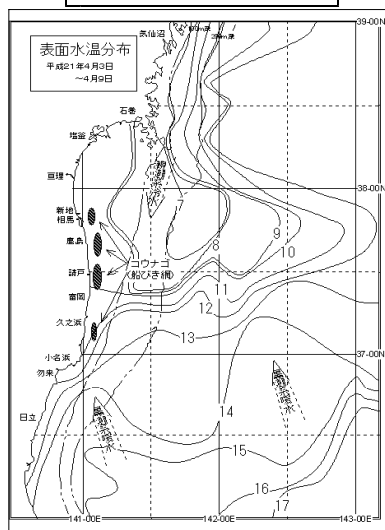 表面水温分布
平成21年4月3日
～4月9日
気仙沼
39-00N
石巻
塩釜
亘理
38-00N
新地
相馬
鹿島
請戸
富岡
久之浜
コウナゴ
(船びき網)
7
8
9
10
11
12
13
37-00N
小名浜
勿来
日立
14
15
16
17
141-00E
142-00E
143-00E